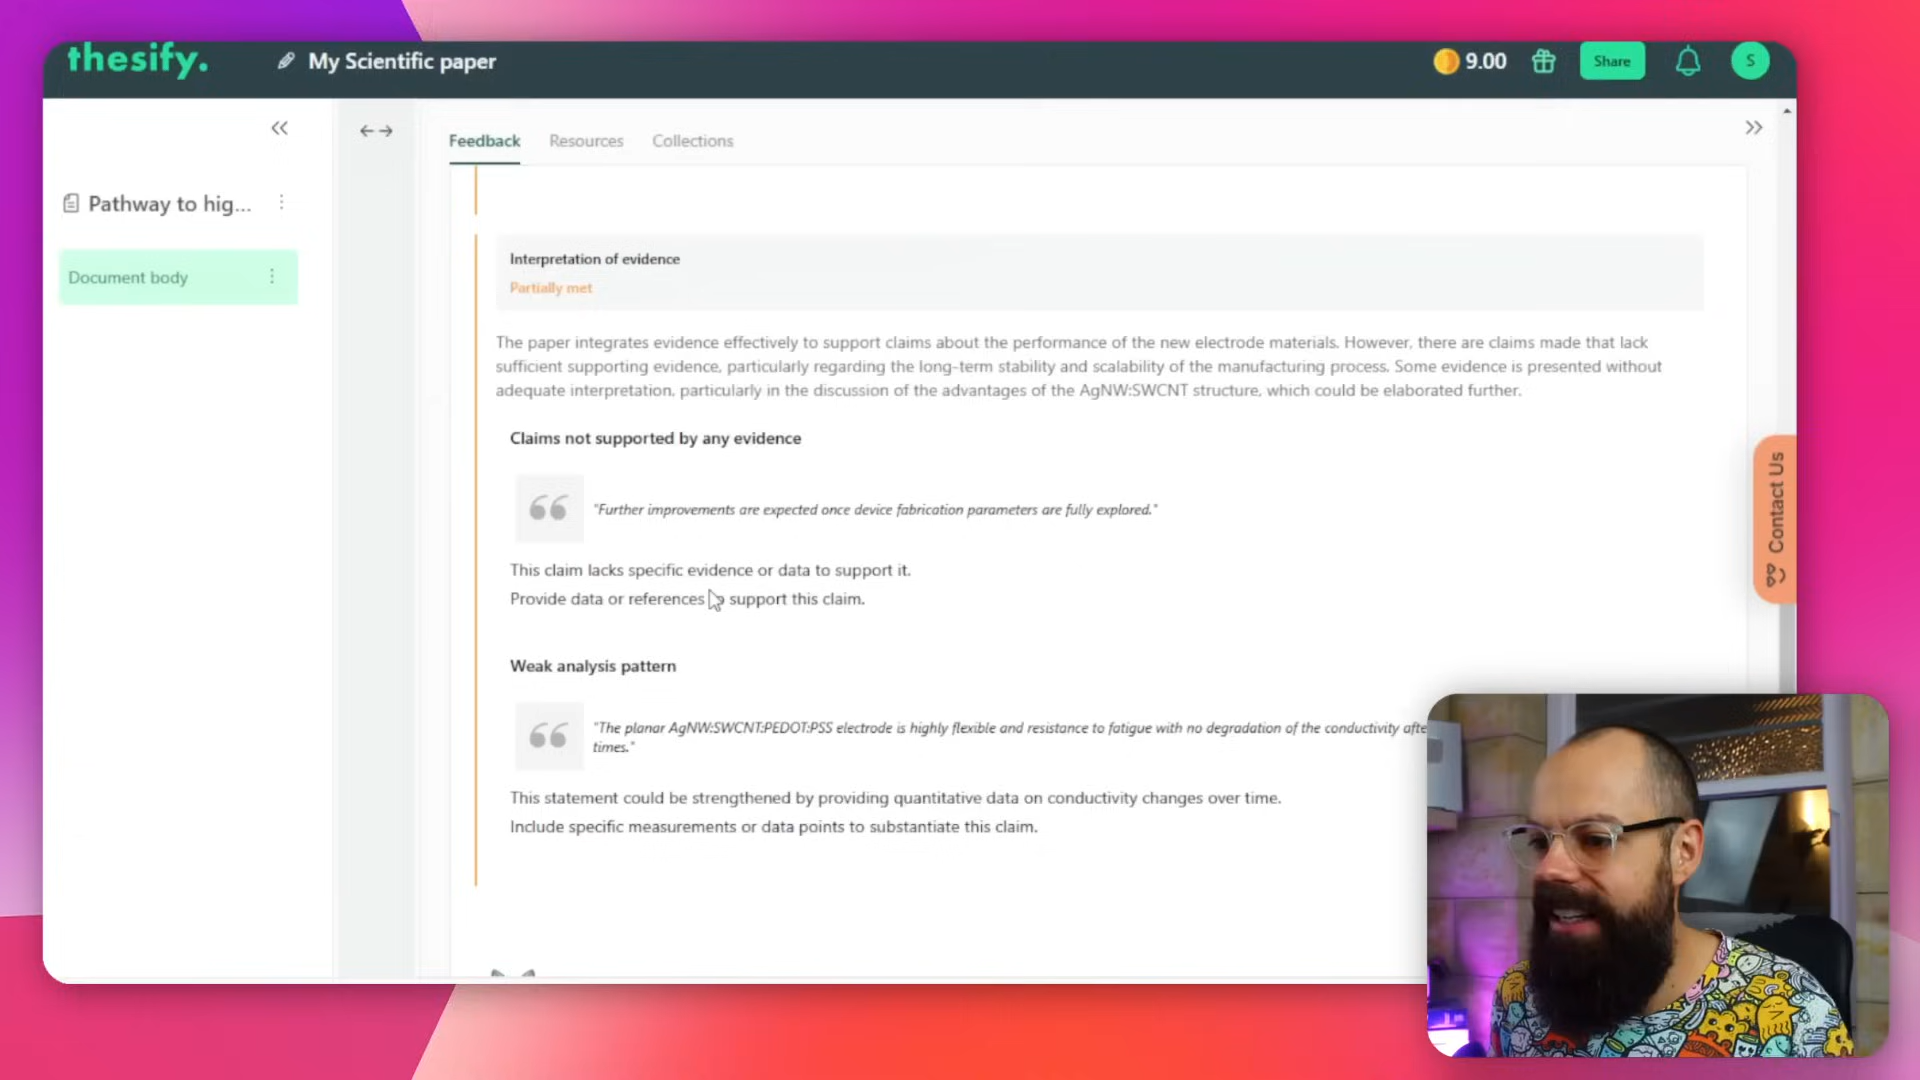 thesify.
My Scientific paper
9.00
Share
S
Feedback
Resources
Collections
Pathway to hig...
Document body
Interpretation of evidence
Partially met
The paper integrates evidence effectively to support claims about the performance of the new electrode materials. However, there are claims made that lack
sufficient supporting evidence, particularly regarding the long-term stability and scalability of the manufacturing process. Some evidence is presented without
adequate interpretation, particularly in the discussion of the advantages of the AgNW:SWCNT structure, which could be elaborated further.
Claims not supported by any evidence
"Further improvements are expected once device fabrication parameters are fully explored."
This claim lacks specific evidence or data to support it.
Provide data or references to support this claim.
Weak analysis pattern
"The planar AgNW:SWCNT:PEDOT:PSS electrode is highly flexible and resistance to fatigue with no degradation of the conductivity afte
times."
This statement could be strengthened by providing quantitative data on conductivity changes over time.
Include specific measurements or data points to substantiate this claim.
Contact Us